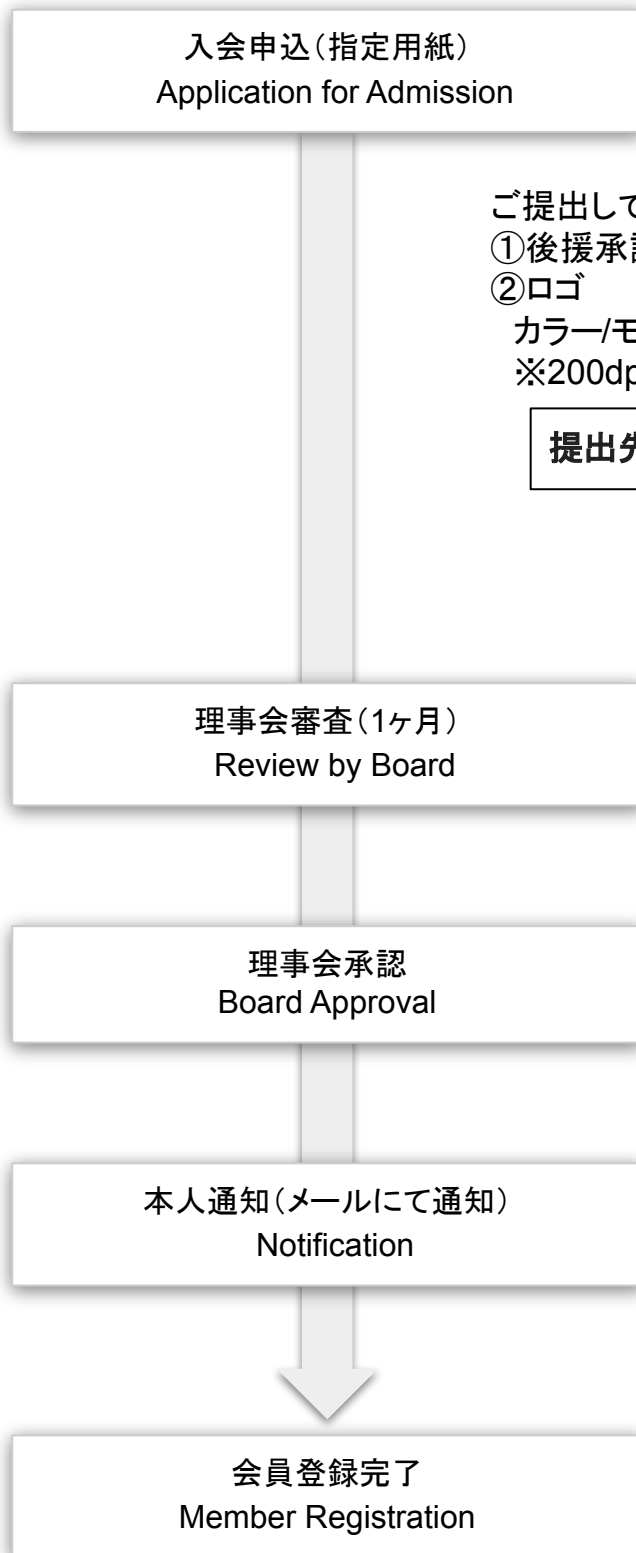 入会申込(指定用紙)
Application for Admission
ご提出して
①後援承
②ロゴ
カラー/モ
※200dp
提出先
理事会審査(1ヶ月)
Review by Board
理事会承認
Board Approval
本人通知(メールにて通知)
Notification
会員登録完了
Member Registration